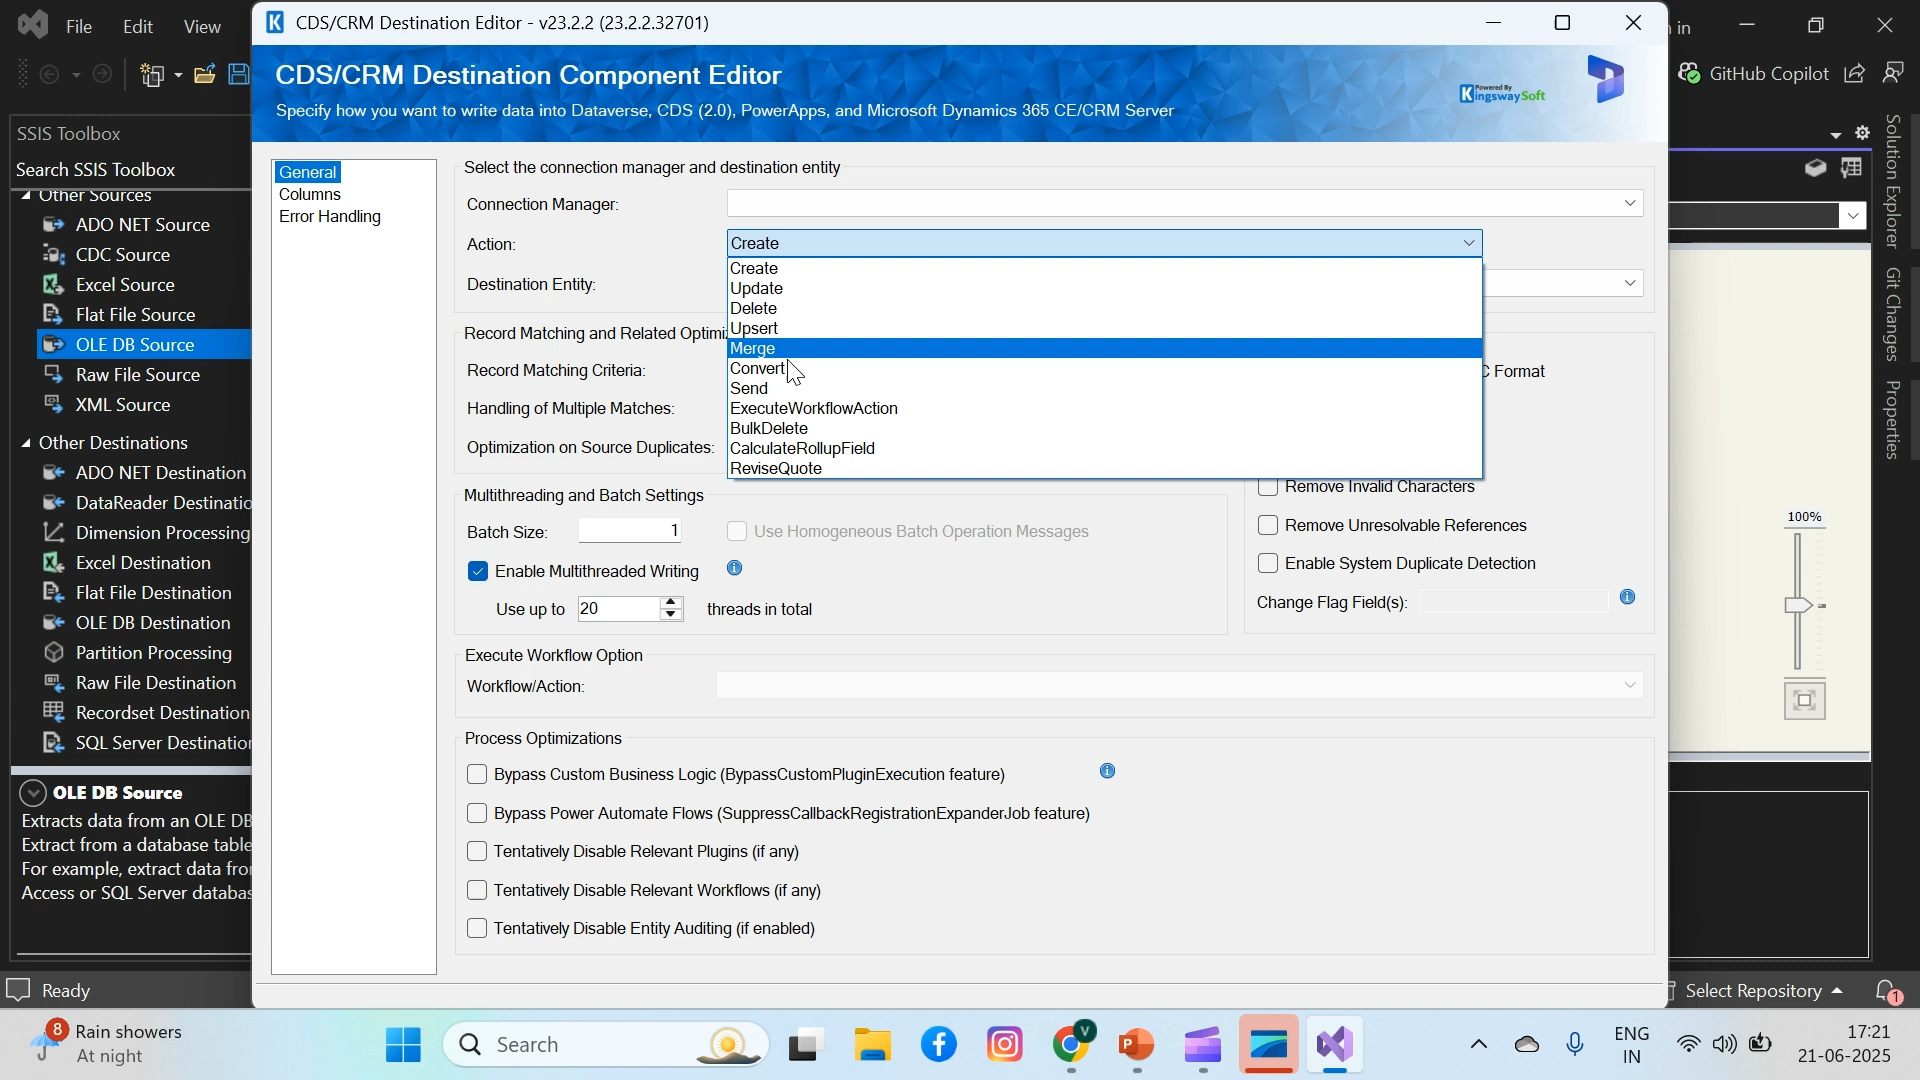 File Edit View
CDS/CRM Destination Editor - v23.2.2 (23.2.2.32701)
in
CDS/CRM Destination Component Editor
Specify how you want to write data into Dataverse, CDS (2.0), PowerApps, and Microsoft Dynamics 365 CE/CRM Server
Powered By
KingswaySoft
GitHub Copilot
SSIS Toolbox
Search SSIS Toolbox
Other Sources
ADO NET Source
CDC Source
Excel Source
Flat File Source
OLE DB Source
Raw File Source
XML Source
Other Destinations
ADO NET Destination
DataReader Destinatio
Dimension Processing
Excel Destination
Flat File Destination
OLE DB Destination
Partition Processing
Raw File Destination
Recordset Destination
SQL Server Destination
OLE DB Source
Extracts data from an OLE DB
Extract from a database table
For example, extract data fro
Access or SQL Server databas
General
Columns
Error Handling
Select the connection manager and destination entity
Connection Manager:
Action: Create
Destination Entity:
Create
Update
Delete
Upsert
Merge
Convert
Send
ExecuteWorkflowAction
BulkDelete
CalculateRollupField
ReviseQuote
Record Matching and Related Optimiz
Record Matching Criteria:
Handling of Multiple Matches:
Optimization on Source Duplicates:
C Format
Remove Invalid Characters
Remove Unresolvable References
Enable System Duplicate Detection
Change Flag Field(s):
Multithreading and Batch Settings
Batch Size: 1 Use Homogeneous Batch Operation Messages
Enable Multithreaded Writing
Use up to 20 threads in total
Execute Workflow Option
Workflow/Action:
Process Optimizations
Bypass Custom Business Logic (BypassCustomPluginExecution feature)
Bypass Power Automate Flows (SuppressCallbackRegistrationExpanderJob feature)
Tentatively Disable Relevant Plugins (if any)
Tentatively Disable Relevant Workflows (if any)
Tentatively Disable Entity Auditing (if enabled)
Solution Explorer
Git Changes
Properties
100%
Ready
Select Repository
1
8
Rain showers
At night
Search
V
P
ENG
IN
17:21
21-06-2025